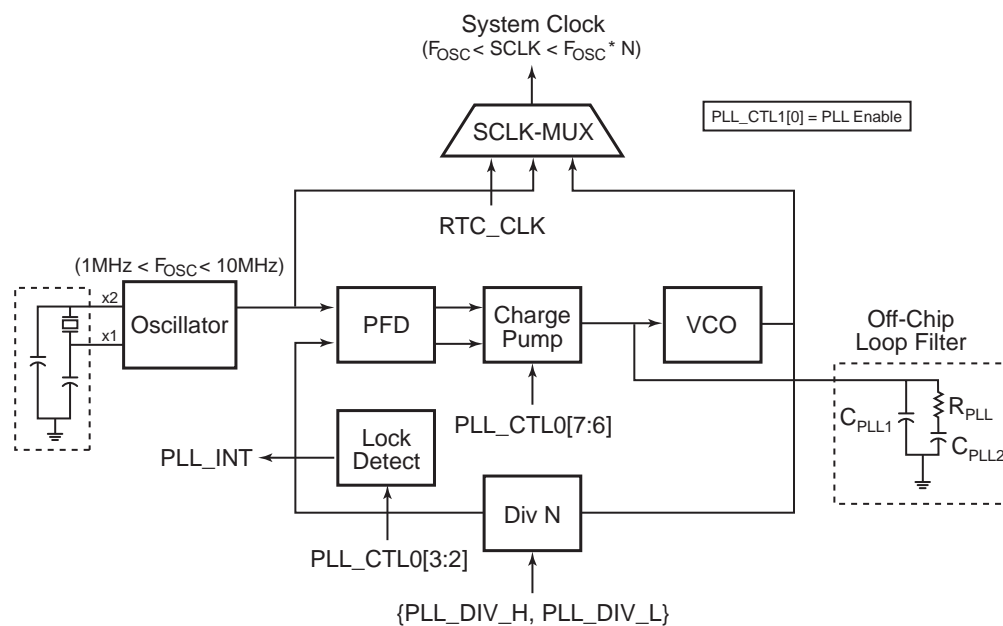 System Clock
(FOSC < SCLK < FOSC * N)
SCLK-MUX
PLL_CTL1[0] = PLL Enable
RTC_CLK
(1MHz < FOSC < 10MHz)
x2
x1
Oscillator
PFD
Charge
Pump
VCO
Off-Chip
Loop Filter
RPLL
CPLL1
CPLL2
PLL_CTL0[7:6]
Lock
Detect
PLL_INT
Div N
PLL_CTL0[3:2]
{PLL_DIV_H, PLL_DIV_L}